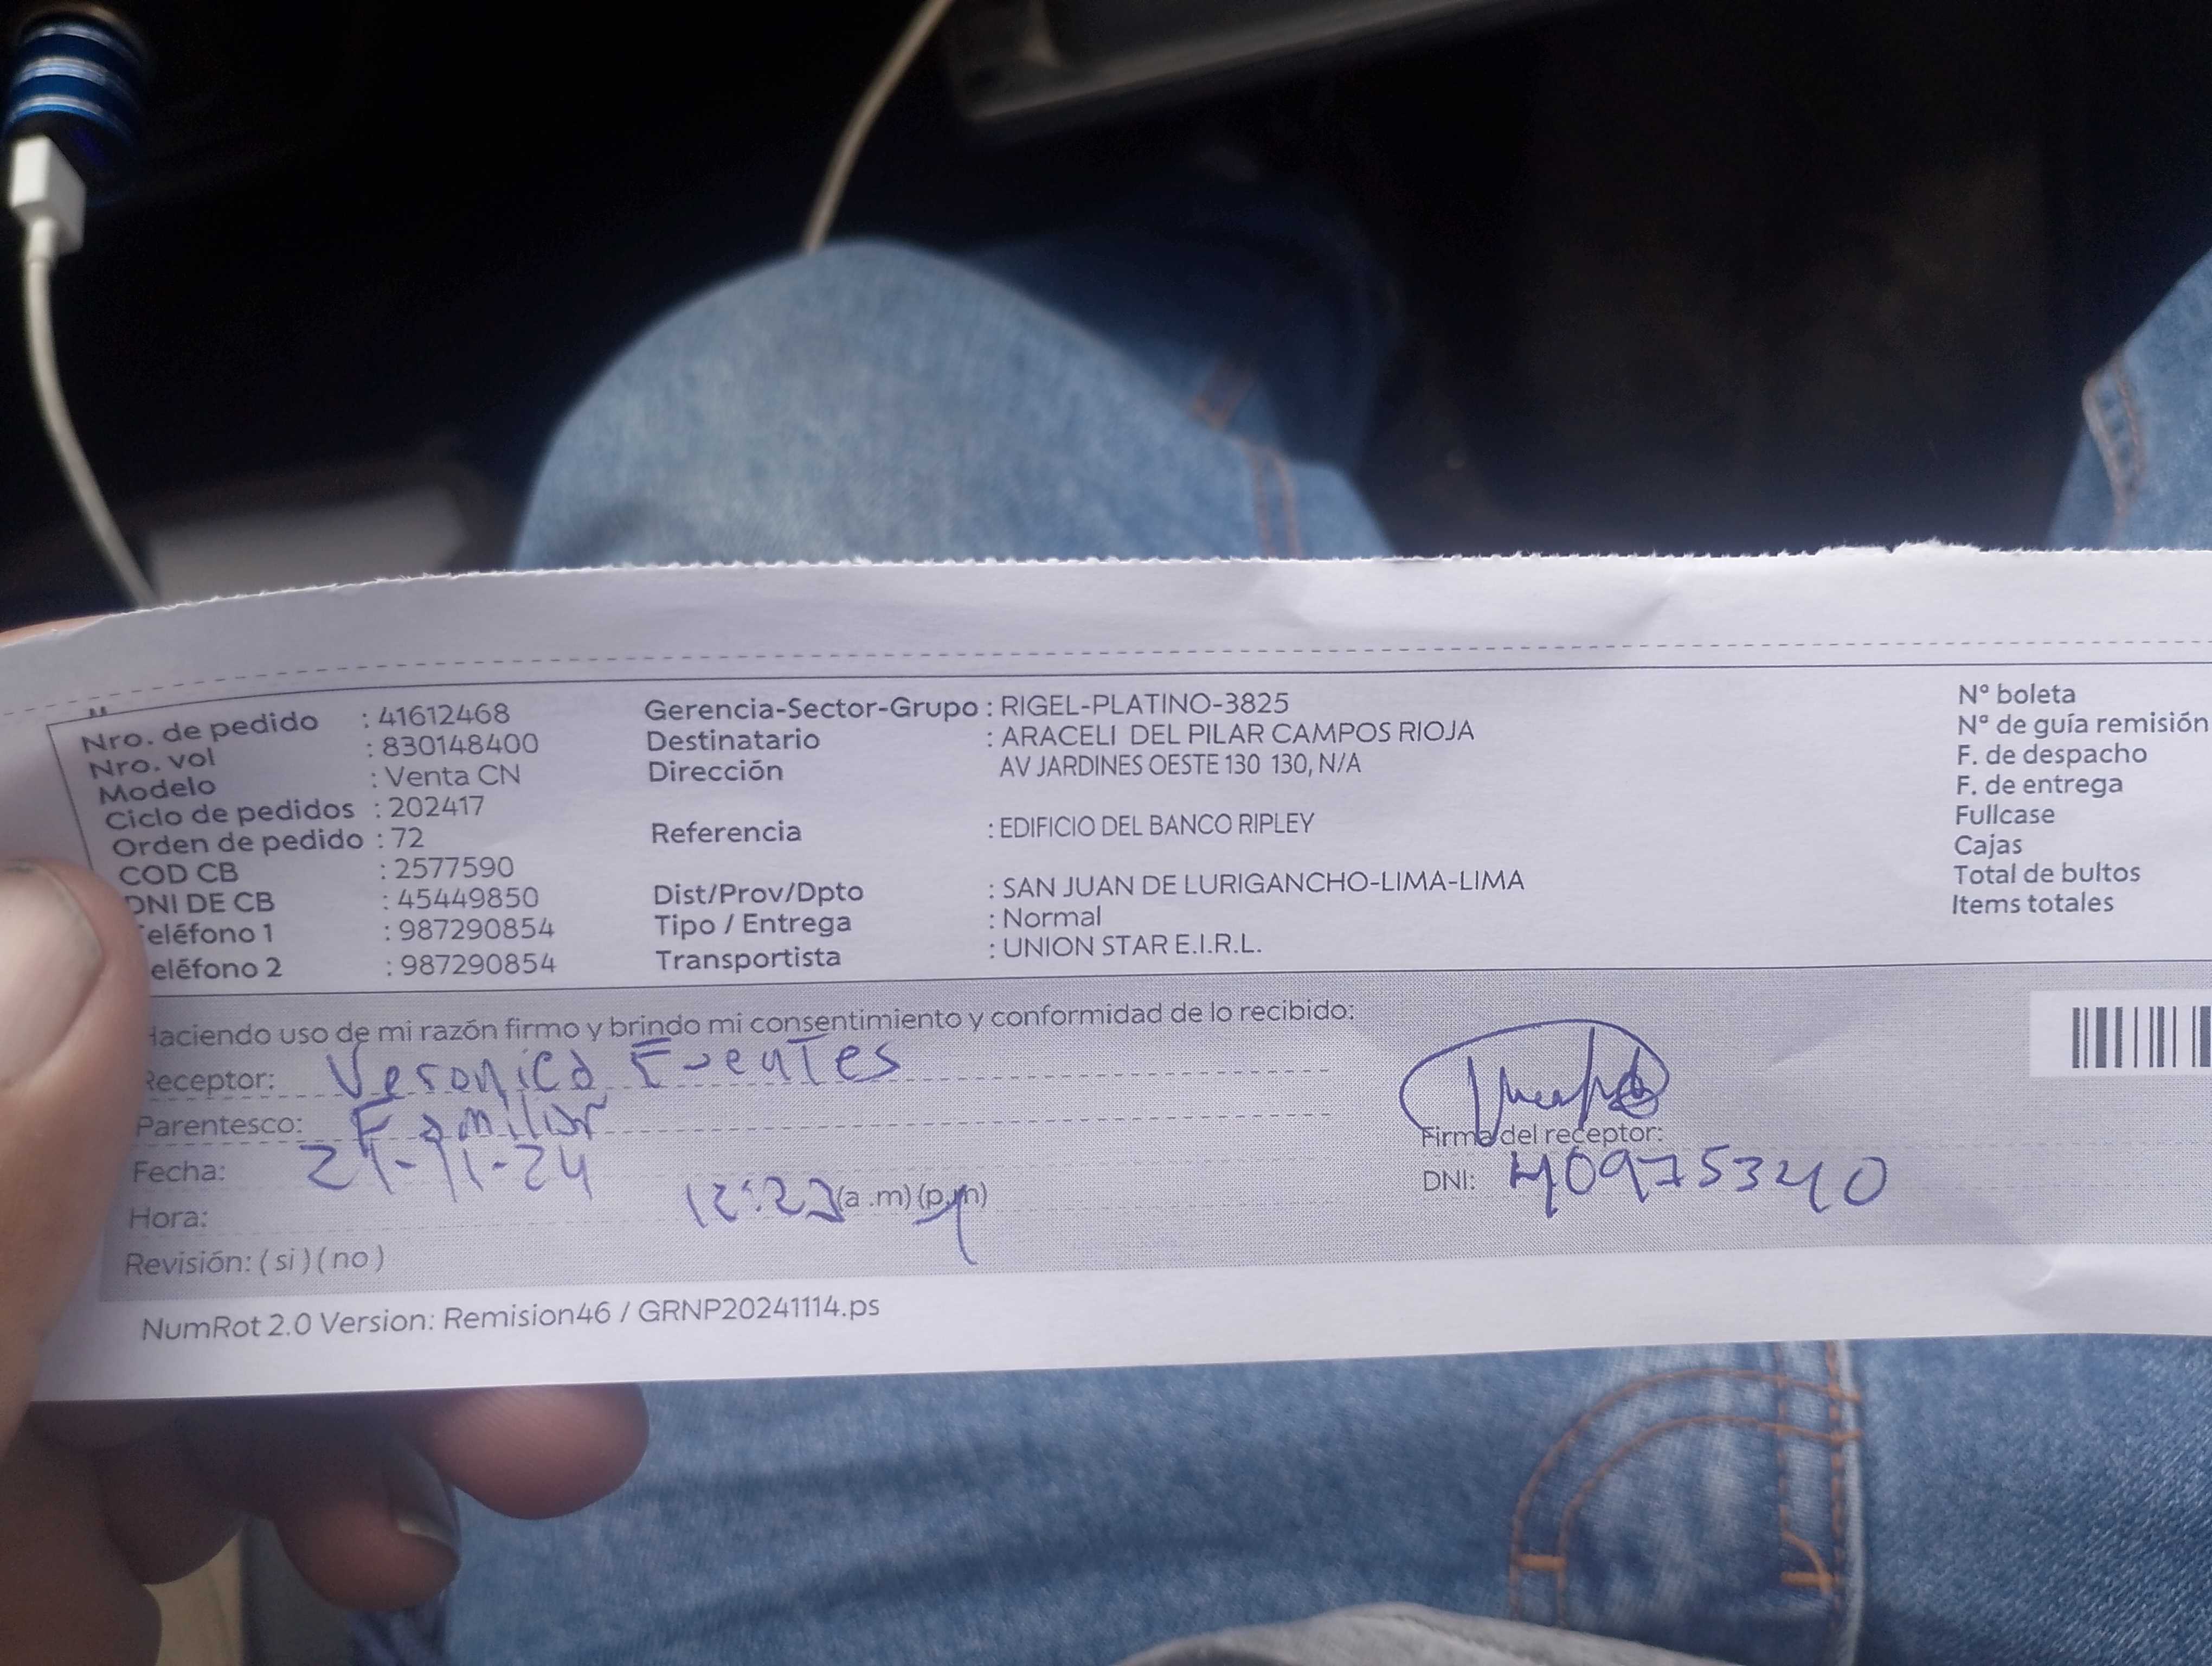 Nro. de pedido : 41612468
Nro. vol : 830148400
Modelo : Venta CN
Ciclo de pedidos : 202417
Orden de pedido : 72
COD CB : 2577590
DNI DE CB : 45449850
eléfono 1 : 987290854
eléfono 2 : 987290854
Gerencia-Sector-Grupo : RIGEL-PLATINO-3825
Destinatario : ARACELI DEL PILAR CAMPOS RIOJA
Dirección AV JARDINES OESTE 130 130, N/A
Referencia : EDIFICIO DEL BANCO RIPLEY
Dist/Prov/Dpto : SAN JUAN DE LURIGANCHO-LIMA-LIMA
Tipo / Entrega : Normal
Transportista : UNION STAR E.I.R.L.
N° boleta
N° de guía remisión
F. de despacho
F. de entrega
Fullcase
Cajas
Total de bultos
Items totales
Haciendo uso de mi razón firmo y brindo mi consentimiento y conformidad de lo recibido:
Receptor: Veronica Fuentes
Parentesco: Familiar
Fecha: 21-11-24
Hora: 12:23 (a .m) (p.m)
Revisión: ( si ) ( no )
Firma del receptor:
DNI: 40975340
NumRot 2.0 Version: Remision46 / GRNP20241114.ps